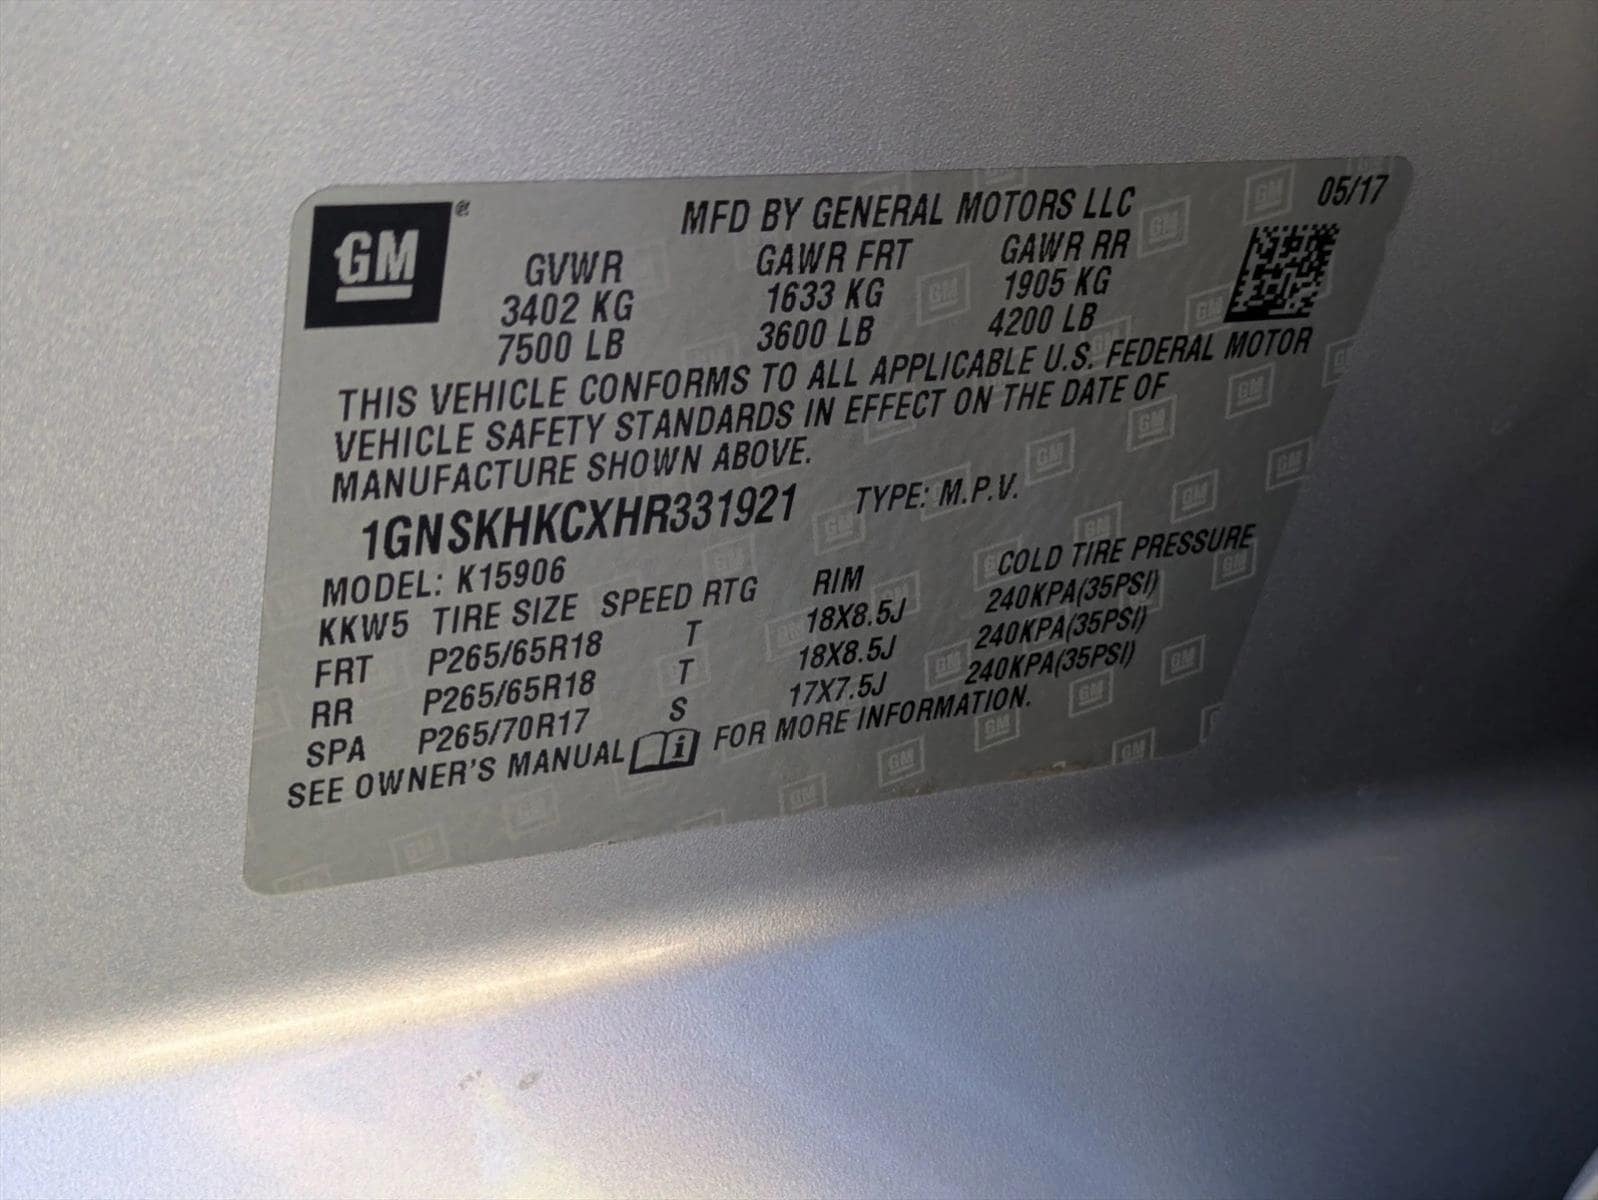 GM ®
MFD BY GENERAL MOTORS LLC 05/17
GVWR GAWR FRT GAWR RR
3402 KG 1633 KG 1905 KG
7500 LB 3600 LB 4200 LB
THIS VEHICLE CONFORMS TO ALL APPLICABLE U.S. FEDERAL MOTOR
VEHICLE SAFETY STANDARDS IN EFFECT ON THE DATE OF
MANUFACTURE SHOWN ABOVE.
1GNSKHKCXHR331921 TYPE: M.P.V.
MODEL: K15906
KKW5 TIRE SIZE SPEED RTG RIM COLD TIRE PRESSURE
FRT P265/65R18 T 18X8.5J 240KPA(35PSI)
RR P265/65R18 T 18X8.5J 240KPA(35PSI)
SPA P265/70R17 S 17X7.5J 240KPA(35PSI)
SEE OWNER'S MANUAL i FOR MORE INFORMATION.